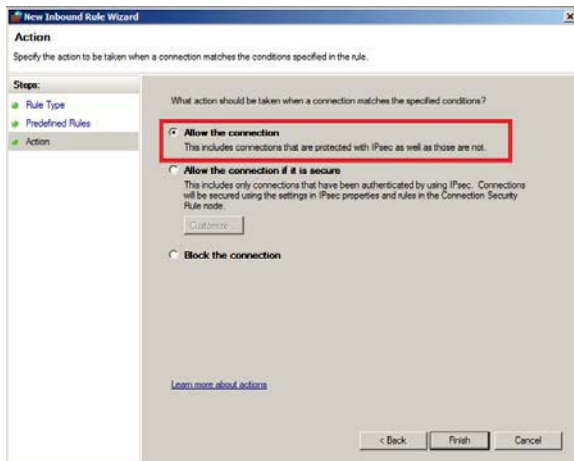 New Inbound Rule Wizard
Action
Specify the action to be taken when a connection matches the conditions specified in the rule.
Steps:
Rule Type
Predefined Rules
Action
What action should be taken when a connection matches the specified conditions?
Allow the connection
This includes connections that are protected with IPsec as well as those are not.
Allow the connection if it is secure
This includes only connections that have been authenticated by using IPsec. Connections
will be secured using the settings in IPsec properties and rules in the Connection Security
Rule node.
Customize...
Block the connection
Learn more about actions
< Back
Finish
Cancel